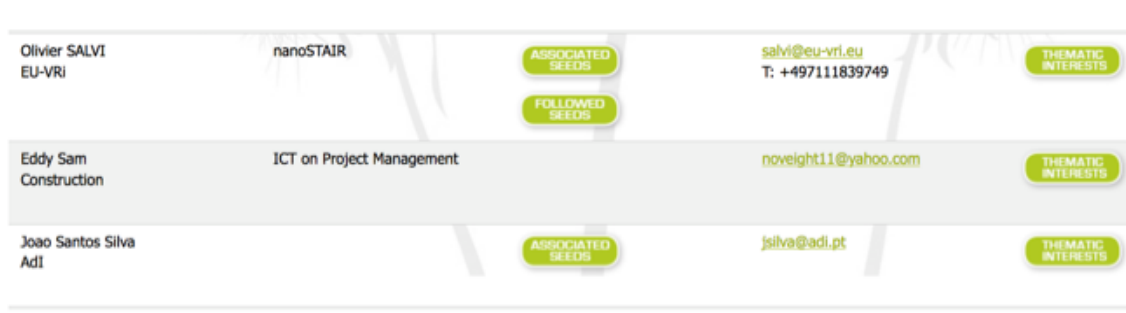 Olivier SALVI
EU-VRi
nanoSTAIR
ASSOCIATED
SEEDS
FOLLOWED
SEEDS
salvi@eu-vri.eu
T: +497111839749
THEMATIC
INTERESTS
Eddy Sam
Construction
ICT on Project Management
noveight11@yahoo.com
THEMATIC
INTERESTS
Joao Santos Silva
AdI
ASSOCIATED
SEEDS
jsilva@adi.pt
THEMATIC
INTERESTS